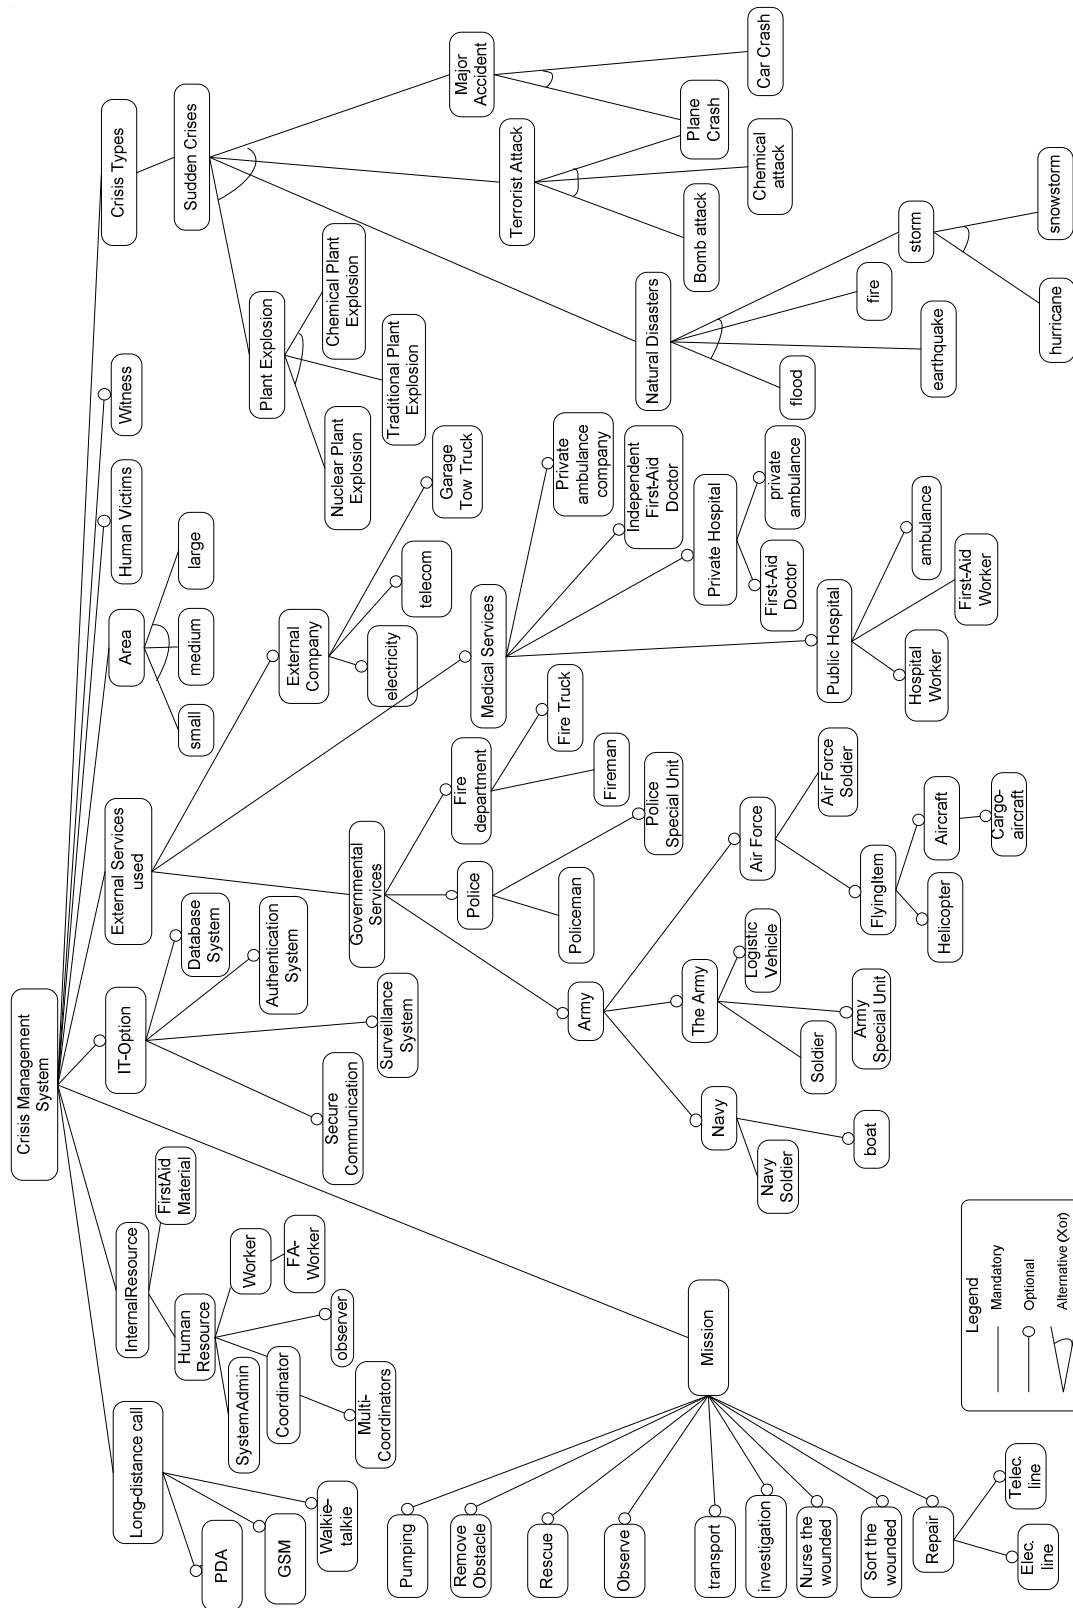 Crisis Management
System
Long-distance call
PDA
GSM
Walkie-
talkie
InternalResource
FirstAid
Material
Human
Resource
SystemAdmin
Coordinator
Multi-
Coordinators
observer
Worker
FA-
Worker
IT-Option
Database
System
Authentication
System
Surveillance
System
Secure
Communication
External Services
used
Governmental
Services
Army
Navy
Navy
Soldier
boat
The Army
Soldier
Army
Special Unit
Logistic
Vehicle
Air Force
FlyingItem
Helicopter
Aircraft
Cargo-
aircraft
Air Force
Soldier
Police
Policeman
Police
Special Unit
Fire
department
Fireman
Fire Truck
Medical Services
Public Hospital
Hospital
Worker
First-Aid
Worker
ambulance
Private Hospital
First-Aid
Doctor
private
ambulance
Independent
First-Aid
Doctor
Private
ambulance
company
External
Company
electricity
telecom
Garage
Tow Truck
Area
small
medium
large
Human Victims
Witness
Crisis Types
Sudden Crises
Plant Explosion
Nuclear Plant
Explosion
Traditional Plant
Explosion
Chemical Plant
Explosion
Natural Disasters
flood
earthquake
fire
storm
hurricane
snowstorm
Terrorist Attack
Bomb attack
Chemical
attack
Plane
Crash
Major
Accident
Car Crash
Mission
Pumping
Remove
Obstacle
Rescue
Observe
transport
investigation
Nurse the
wounded
Sort the
wounded
Repair
Elec.
line
Telec.
line
Legend
Mandatory
Optional
Alternative (Xor)